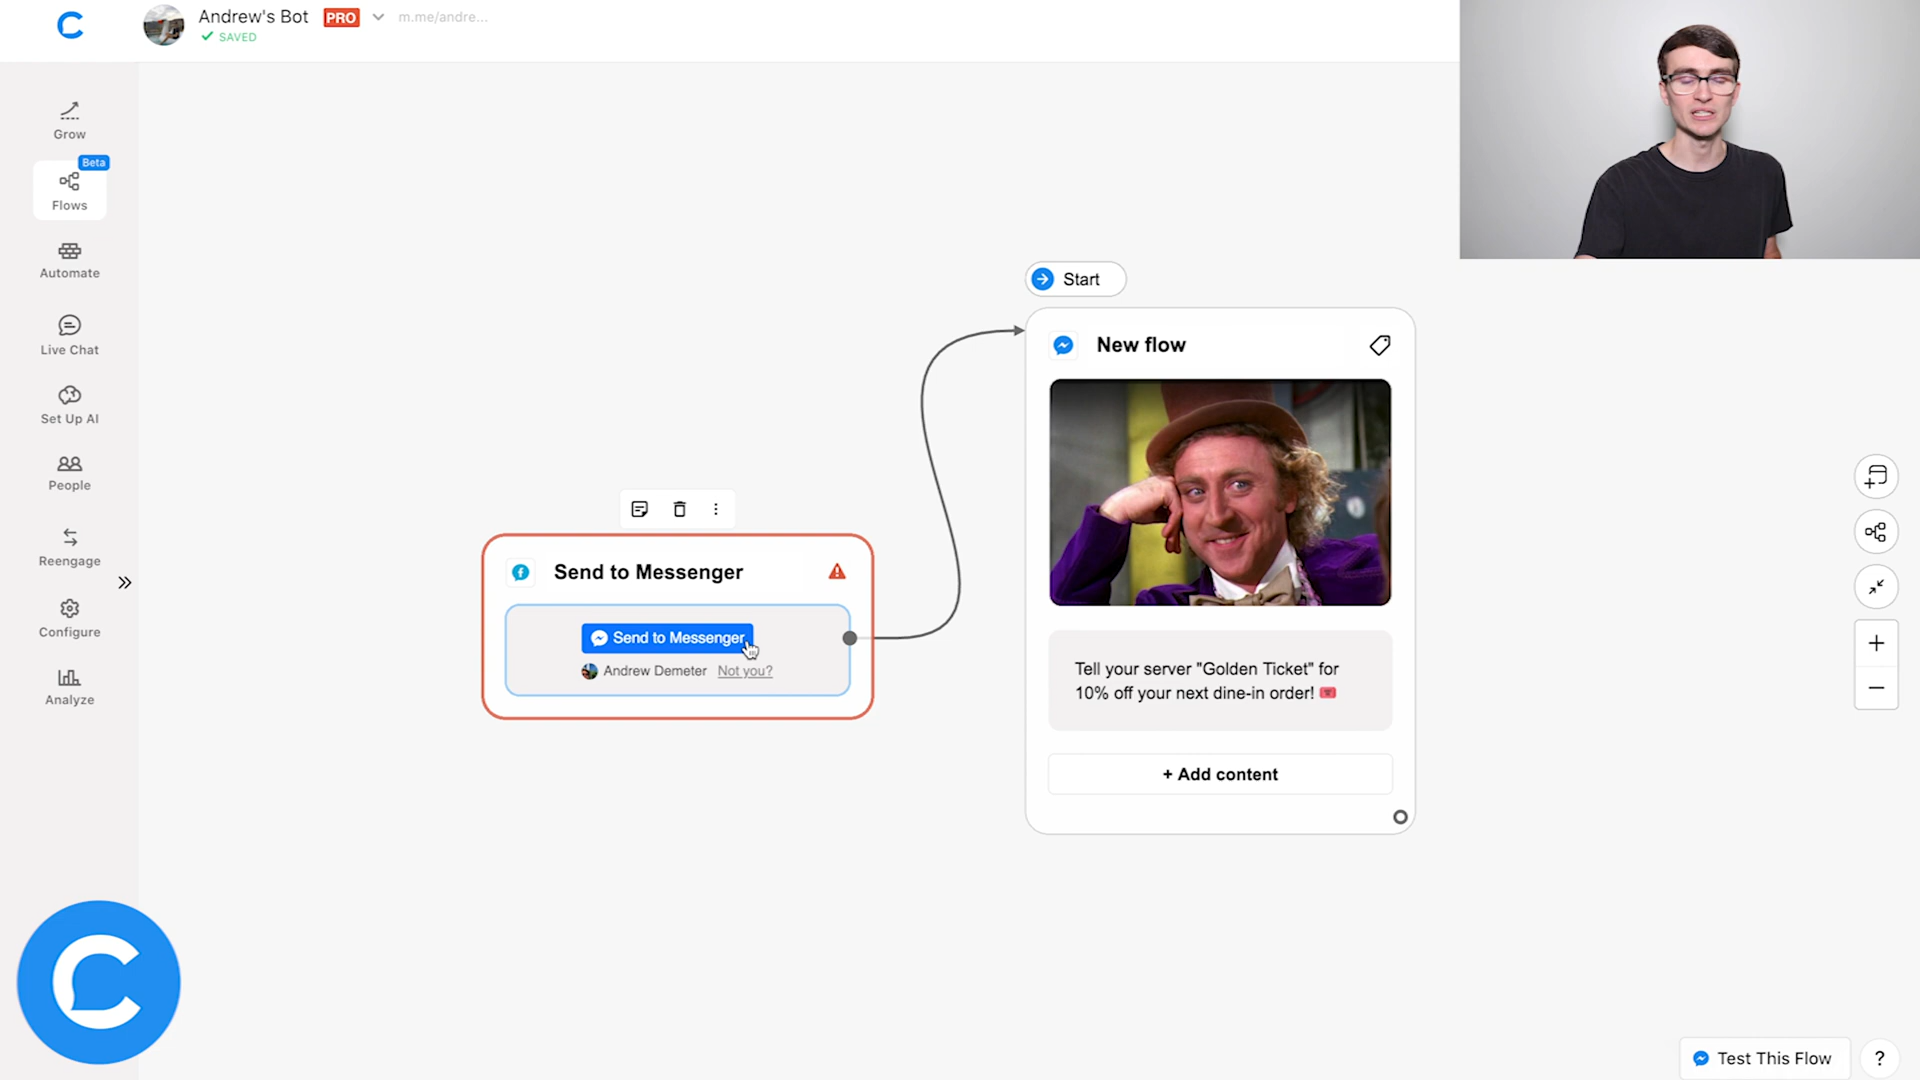 Andrew's Bot PRO m.me/andre...
SAVED
Grow
Beta
Flows
Automate
Live Chat
Set Up AI
People
Reengage
Configure
Analyze
Send to Messenger
Send to Messenger
Andrew Demeter Not you?
Start
New flow
Tell your server "Golden Ticket" for
10% off your next dine-in order!
+ Add content
Test This Flow ?